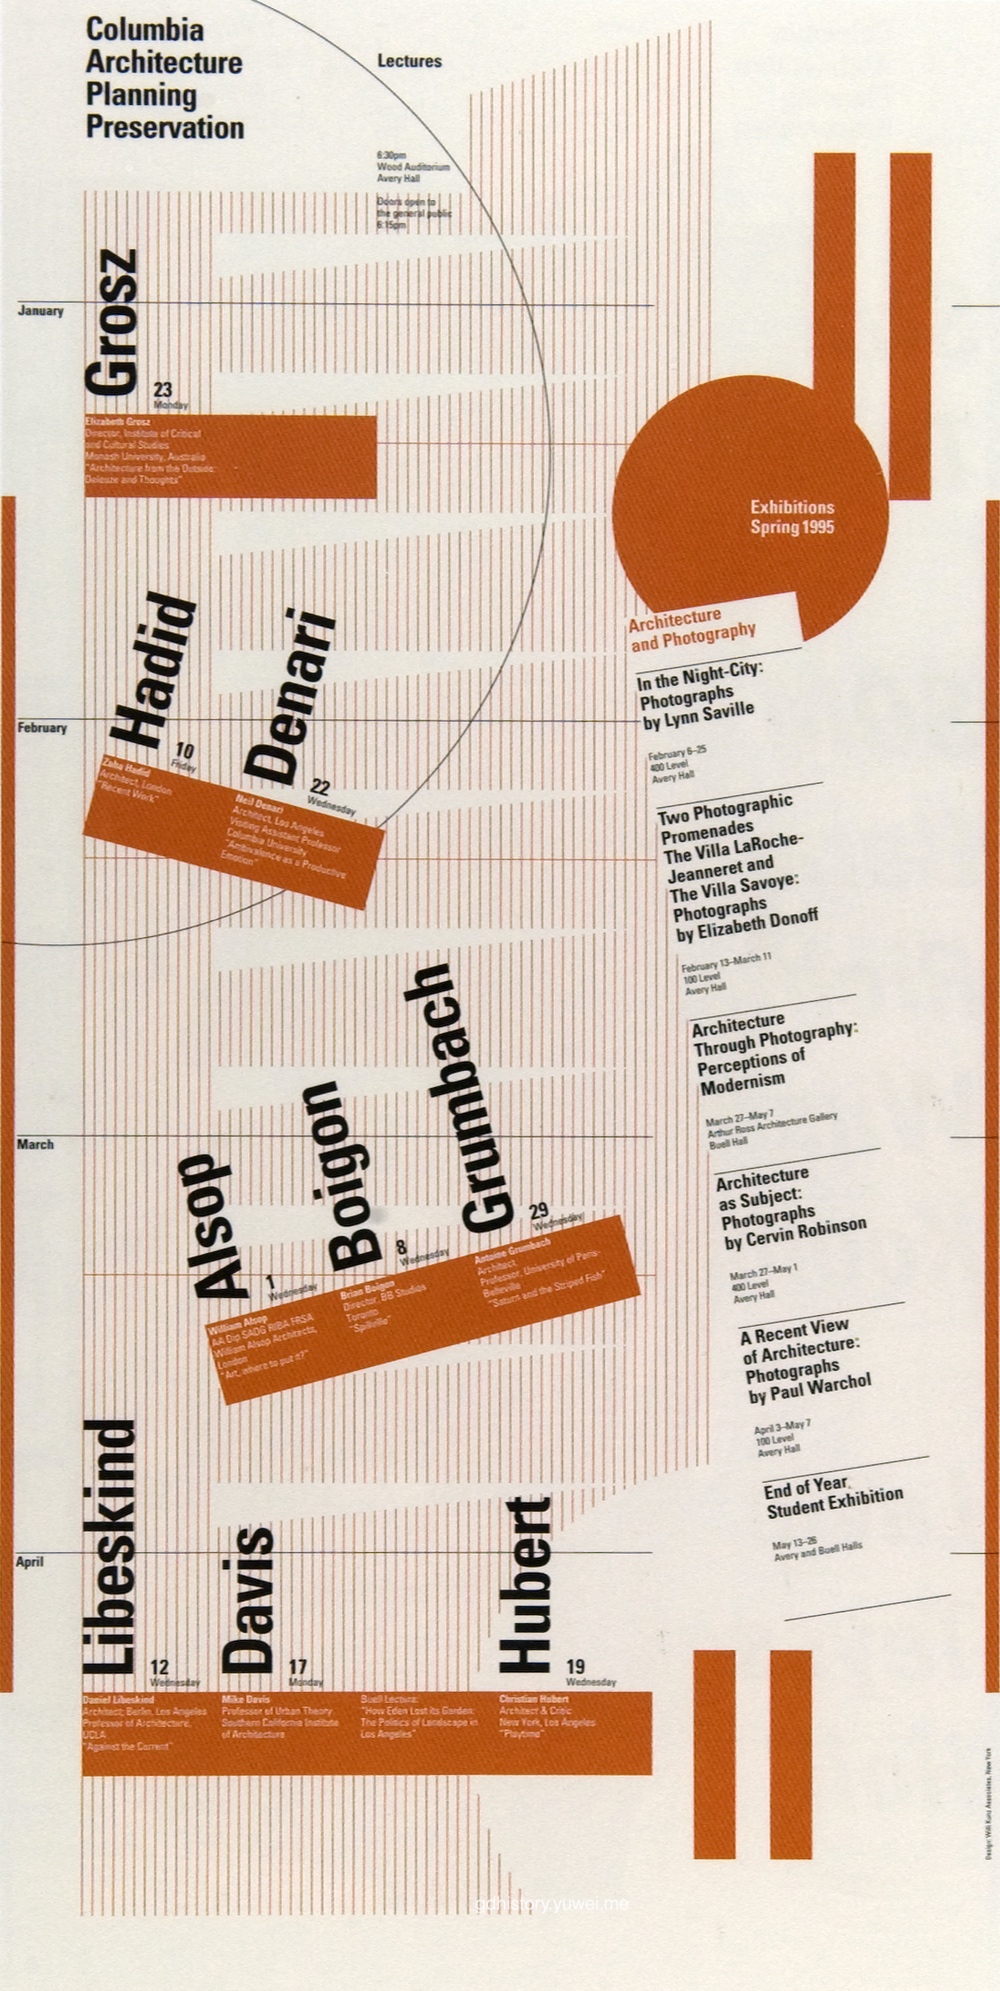 Columbia
Architecture
Planning
Preservation
Lectures
6:30pm
Wood Auditorium
Avery Hall
Doors open to
the general public
6:15pm
January
Grosz
23
Monday
Elizabeth Grosz
Director, Institute of Critical
and Cultural Studies
Monash University, Australia
"Architecture from the Outside:
Deleuze and Thoughts"
February
Hadid
10
Friday
Zaha Hadid
Architect, London
"Recent Work"
Denari
22
Wednesday
Neil Denari
Architect, Los Angeles
Visiting Assistant Professor
Columbia University
"Ambivalence as a Productive
Emotion"
March
Alsop
1
Wednesday
William Alsop
AA Dip SADG RIBA FRSA
William Alsop Architects,
London
"Art, where to put it?"
Boigon
8
Wednesday
Brian Boigon
Director, BB Studios
Toronto
"Spillville"
Grumbach
29
Wednesday
Antoine Grumbach
Architect
Professor, University of Paris-
Belleville
"Saturn and the Striped Fish"
April
Libeskind
12
Wednesday
Daniel Libeskind
Architect; Berlin, Los Angeles
Professor of Architecture,
UCLA
"Against the Current"
Davis
17
Monday
Mike Davis
Professor of Urban Theory
Southern California Institute
of Architecture
Buell Lecture:
"How Eden Lost its Garden:
The Politics of Landscape in
Los Angeles"
Hubert
19
Wednesday
Christian Hubert
Architect & Critic
New York, Los Angeles
"Playtime"
Exhibitions
Spring 1995
Architecture
and Photography
In the Night-City:
Photographs
by Lynn Saville
February 6–25
400 Level
Avery Hall
Two Photographic
Promenades
The Villa LaRoche-
Jeanneret and
The Villa Savoye:
Photographs
by Elizabeth Donoff
February 13–March 11
100 Level
Avery Hall
Architecture
Through Photography:
Perceptions of
Modernism
March 27–May 7
Arthur Ross Architecture Gallery
Buell Hall
Architecture
as Subject:
Photographs
by Cervin Robinson
March 27–May 1
400 Level
Avery Hall
A Recent View
of Architecture:
Photographs
by Paul Warchol
April 3–May 7
100 Level
Avery Hall
End of Year
Student Exhibition
May 13–26
Avery and Buell Halls
Design: Willi Kunz Associates, New York
gdhistory.yuwei.me